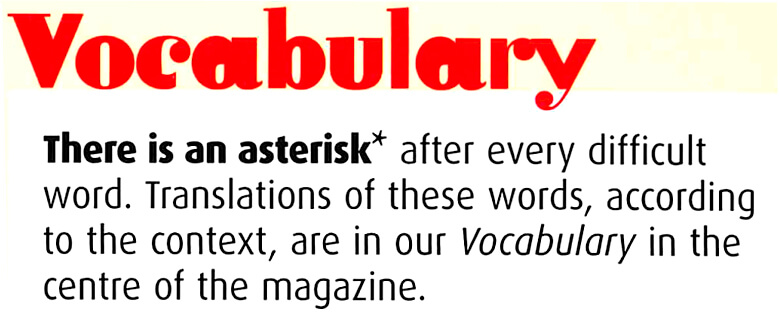 Vocabulary
There is an asterisk* after every difficult
word. Translations of these words, according
to the context, are in our Vocabulary in the
centre of the magazine.